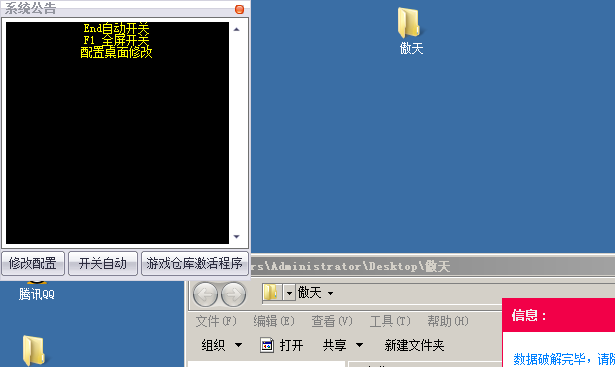 系统公告
End自动开关
F1 全屏开关
配置桌面修改
修改配置
开关自动
游戏仓库激活程序
傲天
腾讯QQ
rs\Administrator\Desktop\傲天
傲天
文件(F) 编辑(E) 查看(V) 工具(T) 帮助(H)
组织 打开 共享 新建文件夹
信息：
数据破解完毕，请